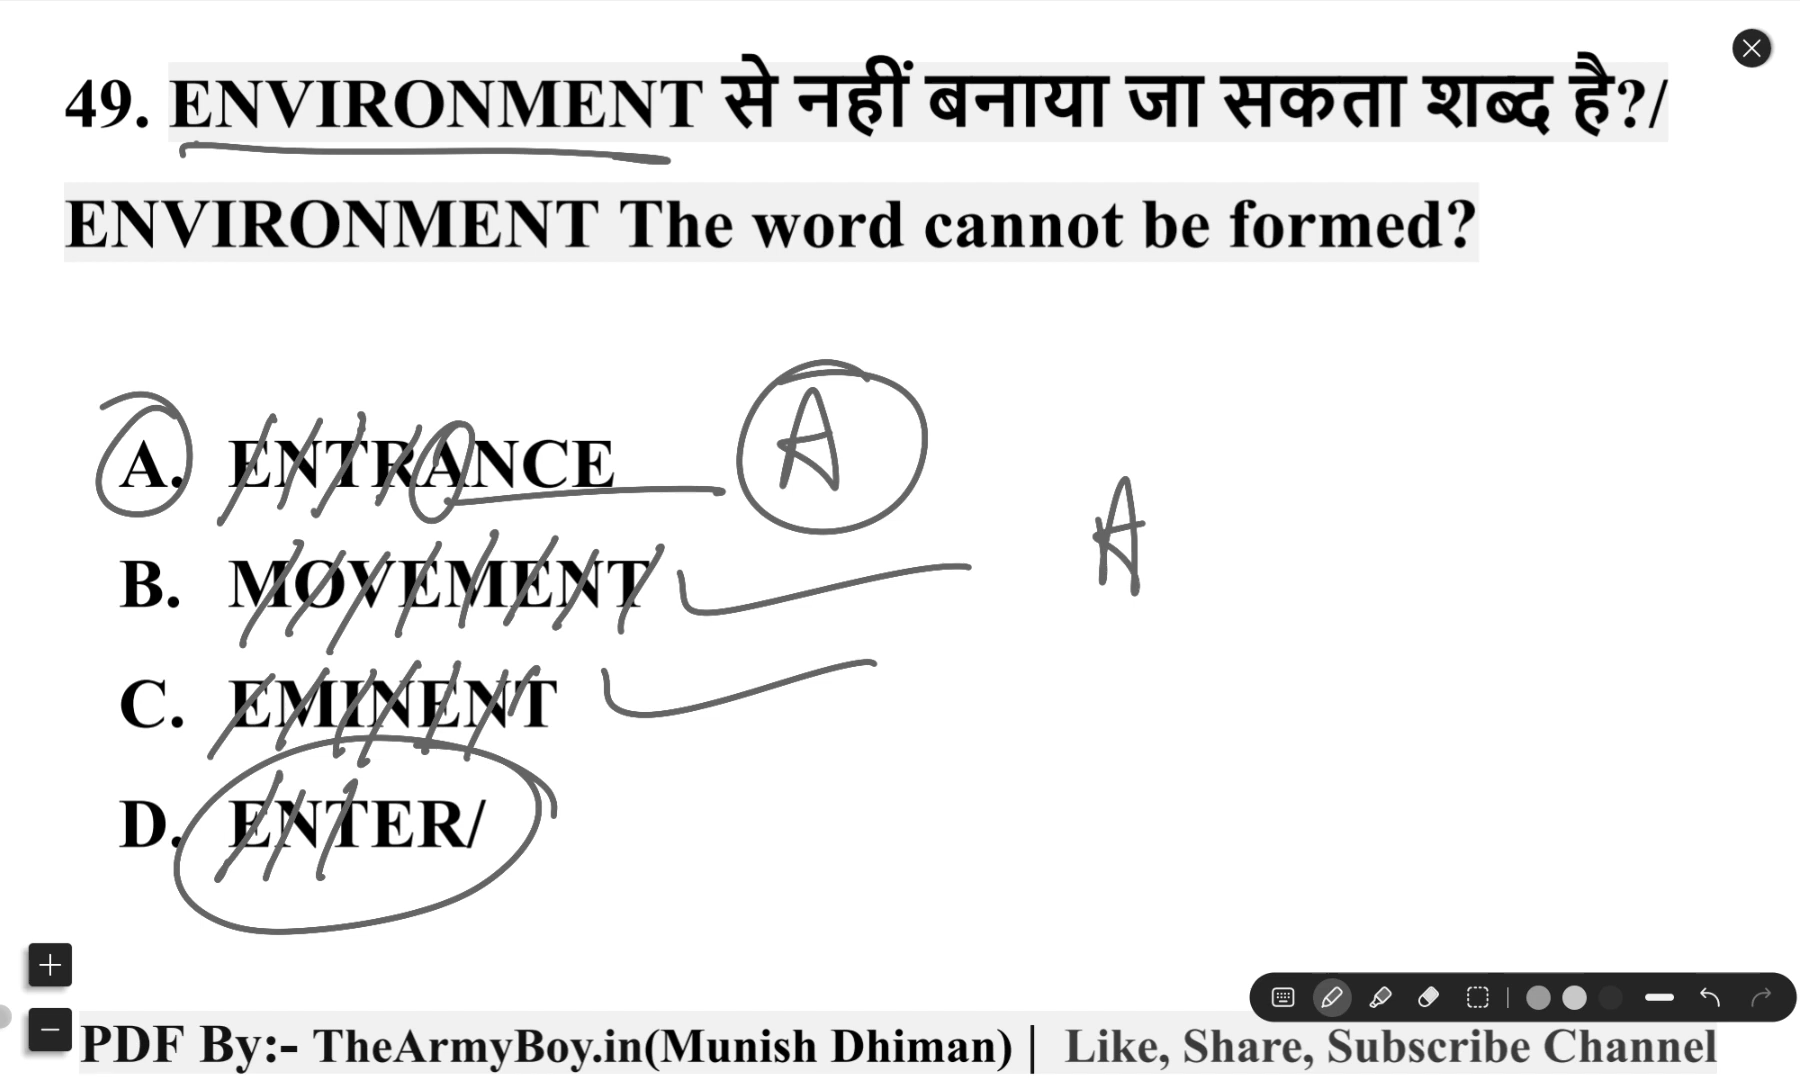 49. ENVIRONMENT से नहीं बनाया जा सकता शब्द है?/
ENVIRONMENT The word cannot be formed?
A. ENTRANCE A
A
B. MOVEMENT
C. EMINENT
D. ENTER/
PDF By:- TheArmyBoy.in(Munish Dhiman) | Like, Share, Subscribe Channel